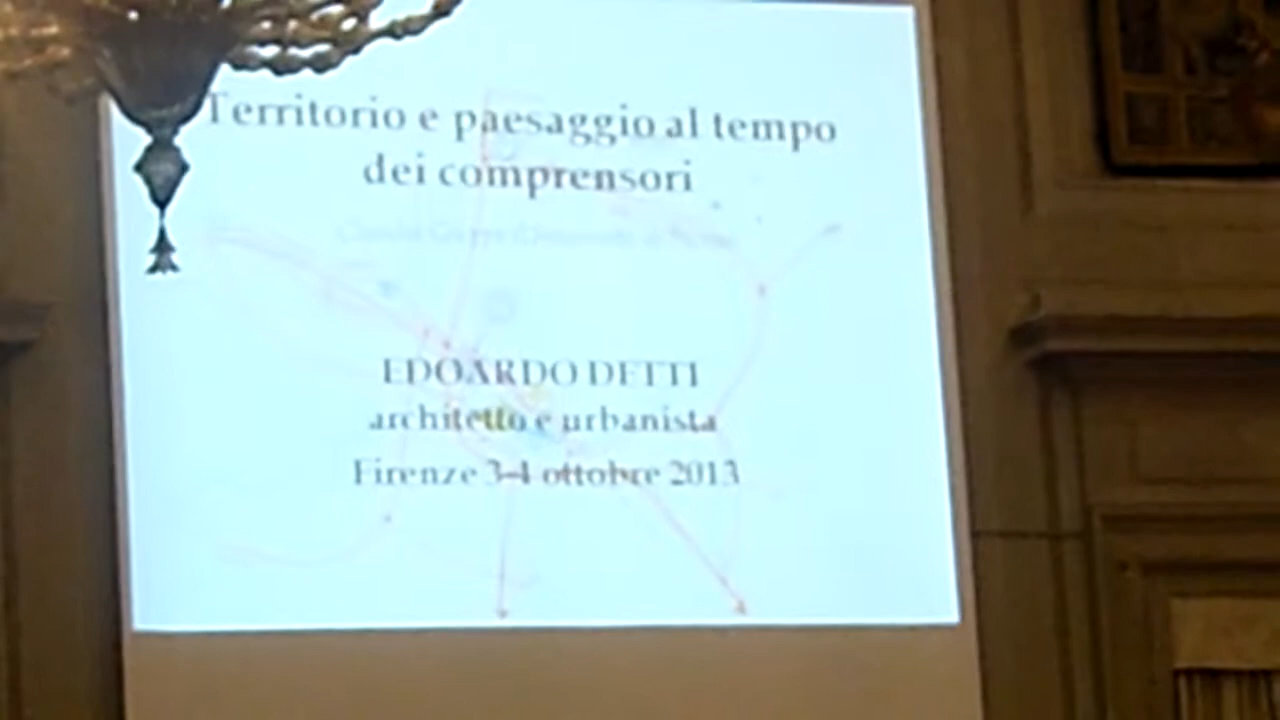 Territorio e paesaggio al tempo
dei comprensori
EDOARDO DETTI
architetto e urbanista
Firenze 3-4 ottobre 2013